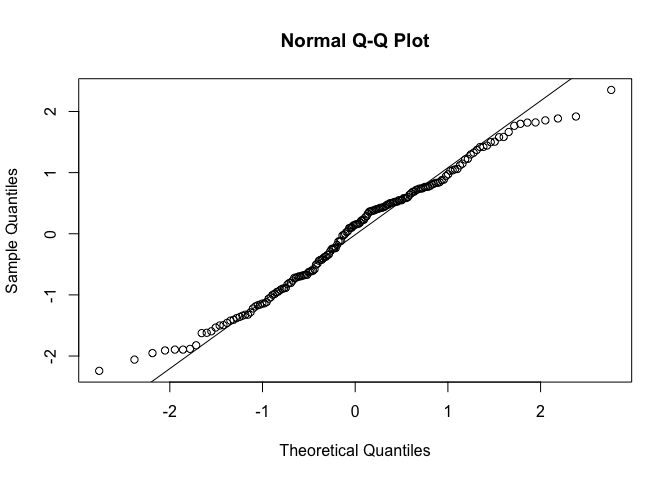 Normal Q-Q Plot
Sample Quantiles
2
1
0
-1
-2
-2 -1 0 1 2
Theoretical Quantiles